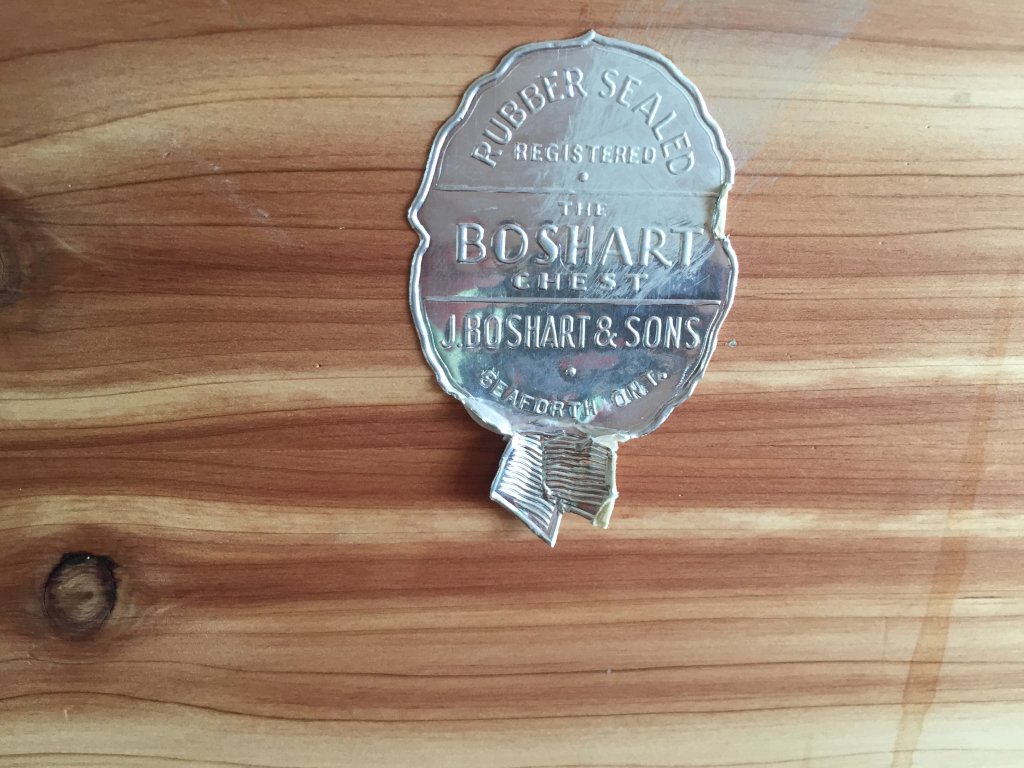 RUBBER SEALED
REGISTERED
THE
BOSHART
CHEST
J. BOSHART & SONS
SEAFORTH ONT.